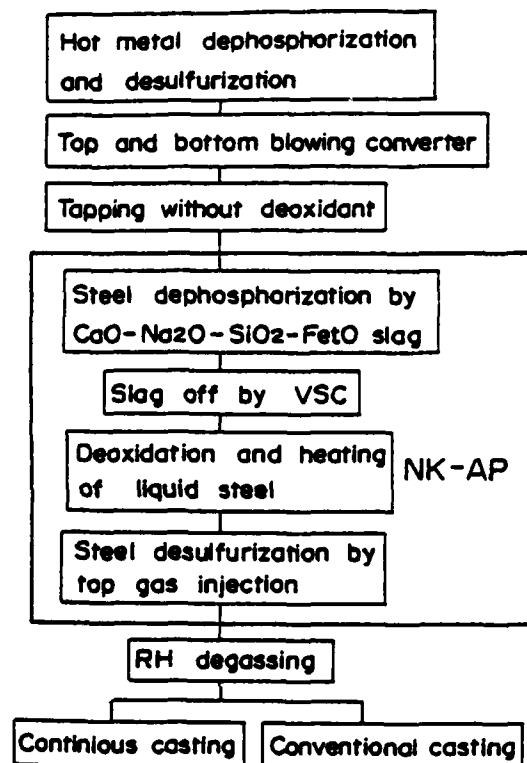 Hot metal dephosphorization
and desulfurization
Top and bottom blowing converter
Tapping without deoxidant
Steel dephosphorization by
CaO-Na2O-SiO2-FetO slag
Slag off by VSC
Deoxidation and heating
of liquid steel
NK-AP
Steel desulfurization by
top gas injection
RH degassing
Continious casting
Conventional casting